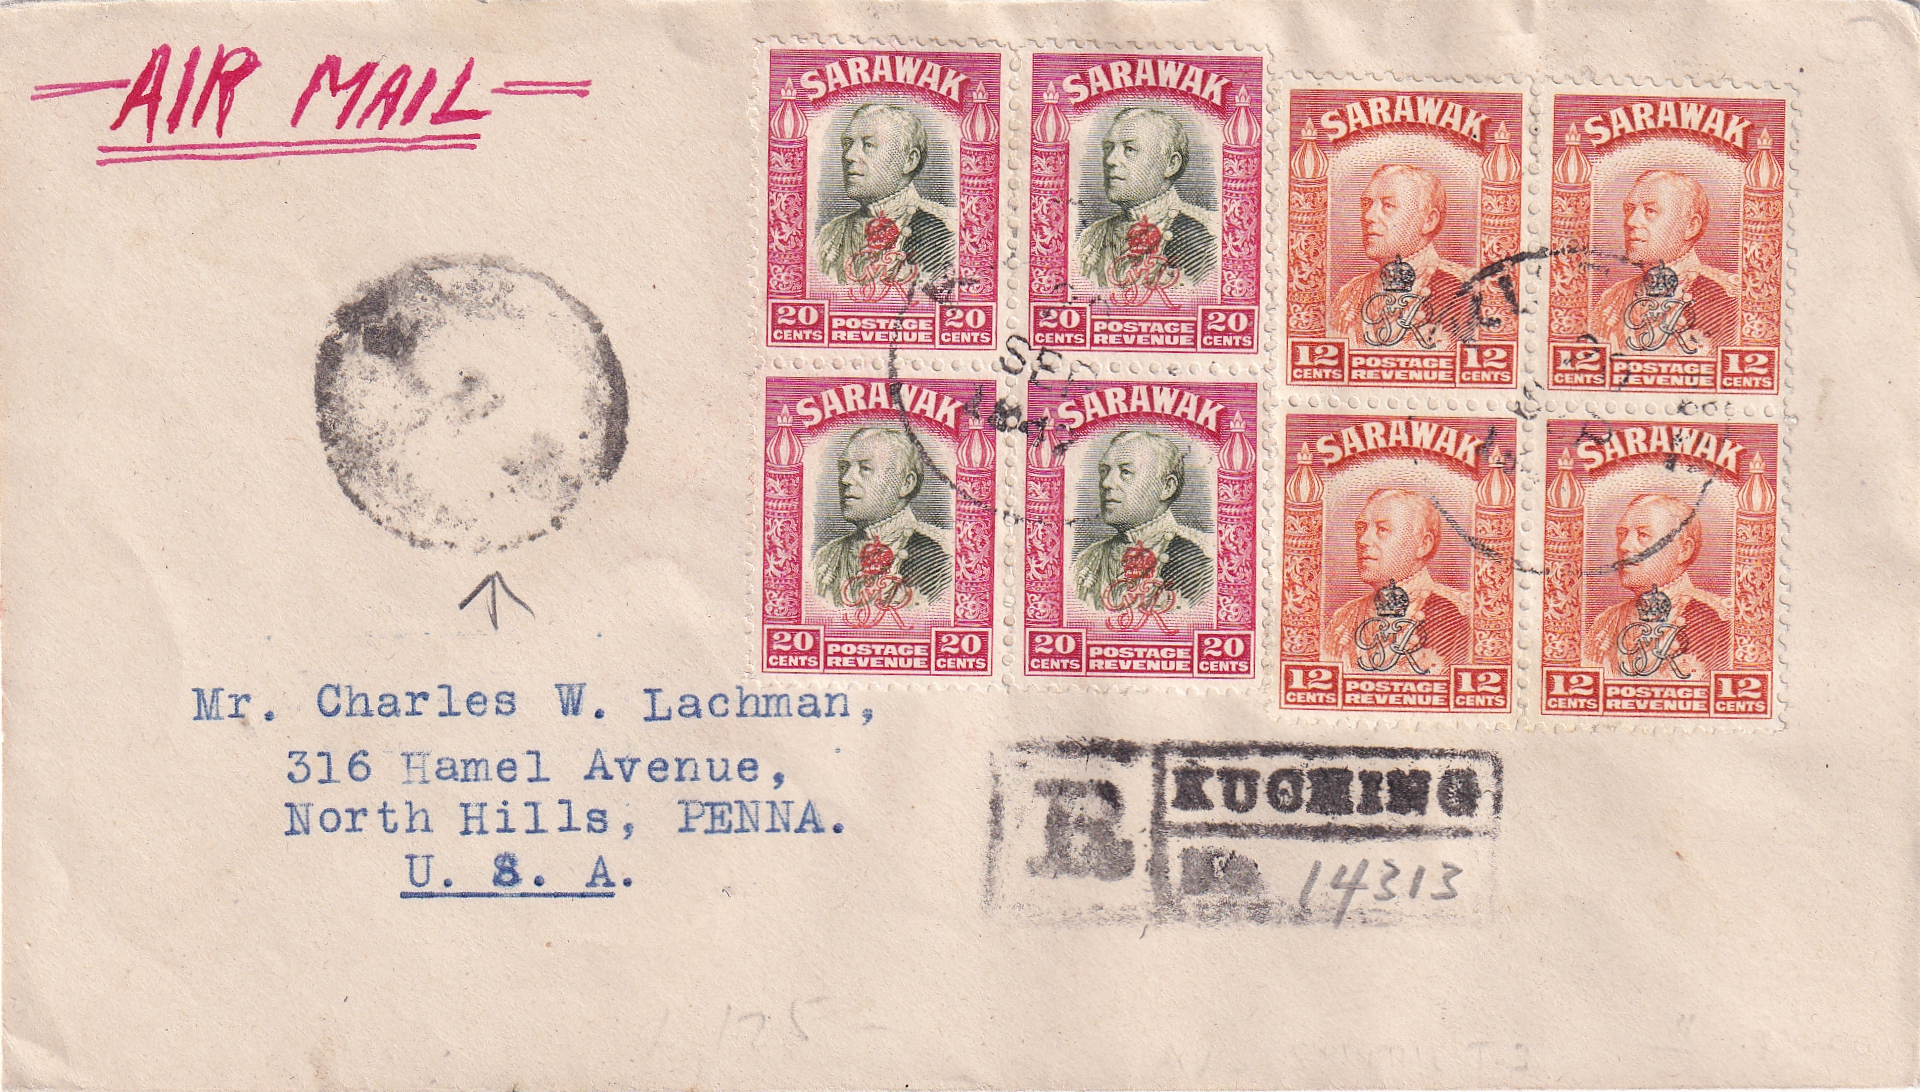 AIR MAIL
SARAWAK
20 CENTS POSTAGE REVENUE 20 CENTS
SARAWAK
20 CENTS POSTAGE REVENUE 20 CENTS
SARAWAK
12 CENTS POSTAGE REVENUE 12 CENTS
SARAWAK
12 CENTS POSTAGE REVENUE 12 CENTS
SARAWAK
20 CENTS POSTAGE REVENUE 20 CENTS
SARAWAK
20 CENTS POSTAGE REVENUE 20 CENTS
SARAWAK
12 CENTS POSTAGE REVENUE 12 CENTS
SARAWAK
12 CENTS POSTAGE REVENUE 12 CENTS
SEP
Mr. Charles W. Lachman,
316 Hamel Avenue,
North Hills, PENNA.
U. S. A.
R KUCHING
No 14313
175